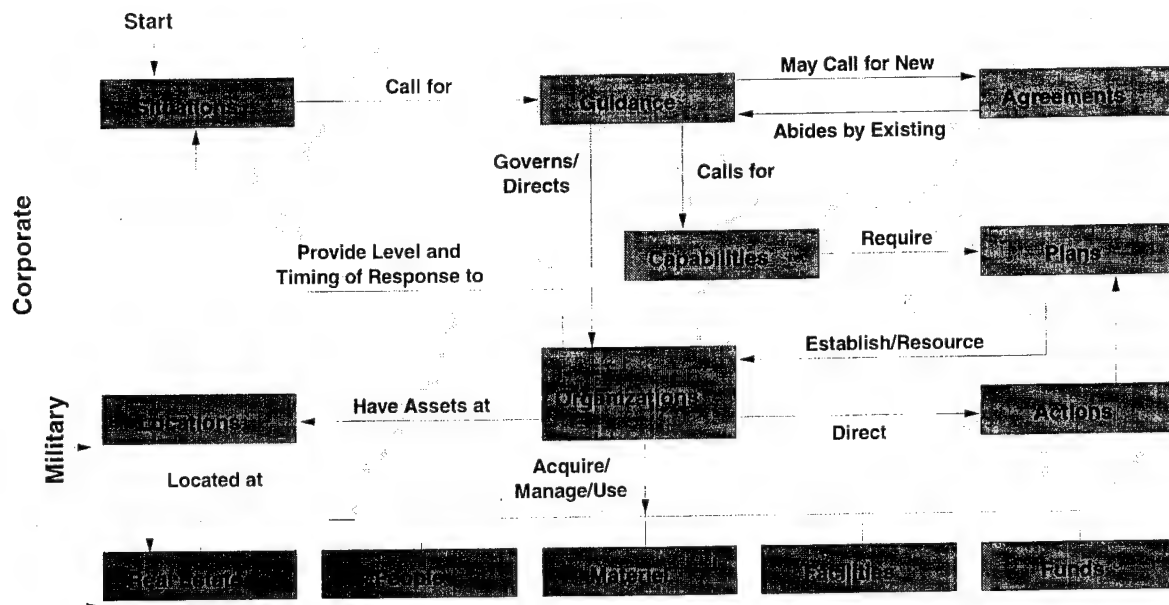 Start
Situations
Call for
Guidance
May Call for New
Agreements
Abides by Existing
Governs/
Directs
Calls for
Corporate
Capabilities
Require
Plans
Provide Level and
Timing of Response to
Establish/Resource
Organizations
Have Assets at
Locations
Direct
Actions
Military
Located at
Acquire/
Manage/Use
Real Estate
People
Materiel
Facilities
Funds